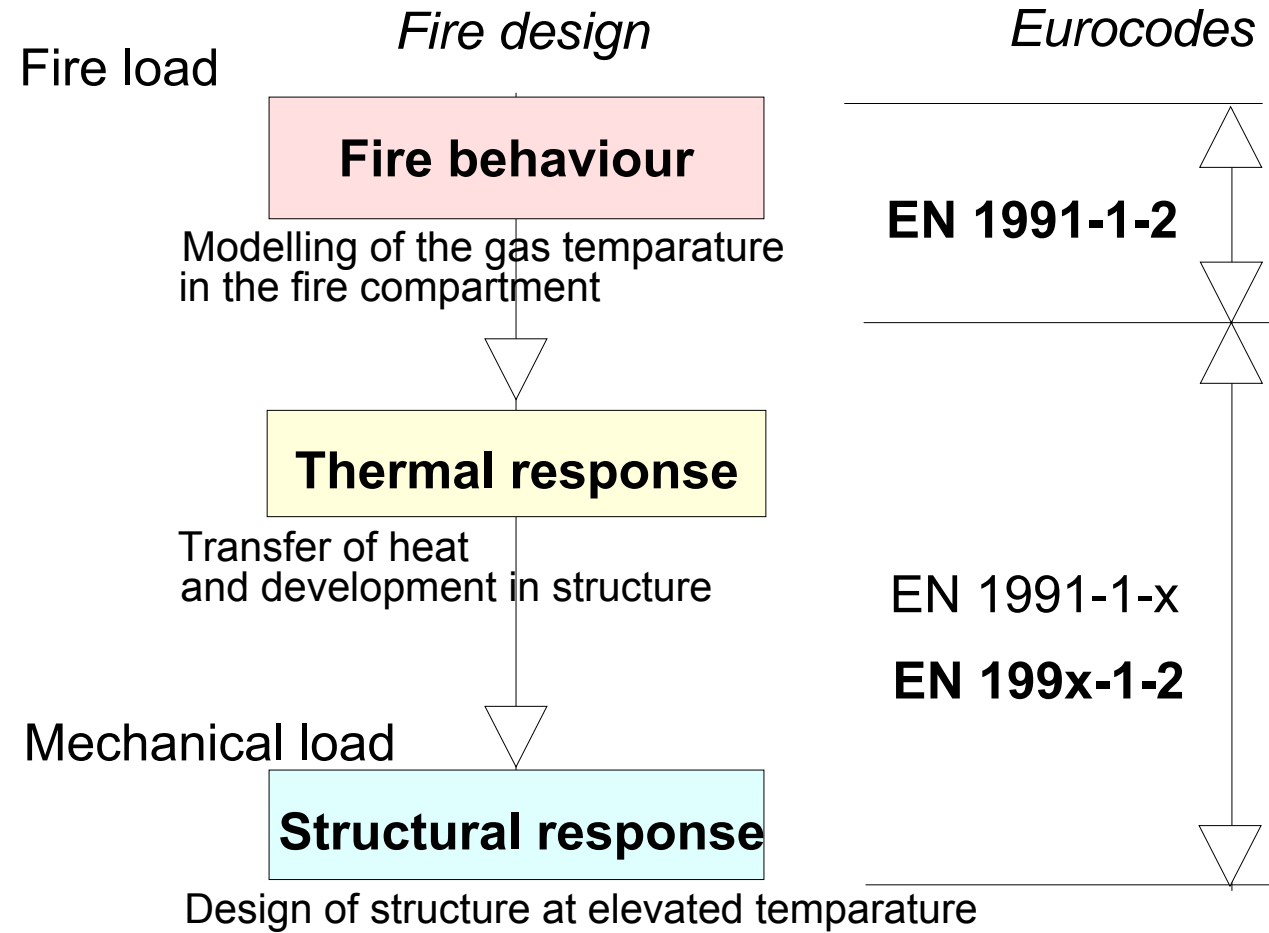 Fire design
Eurocodes
Fire load
Fire behaviour
EN 1991-1-2
Modelling of the gas temparature
in the fire compartment
Thermal response
Transfer of heat
and development in structure
EN 1991-1-x
EN 199x-1-2
Mechanical load
Structural response
Design of structure at elevated temparature